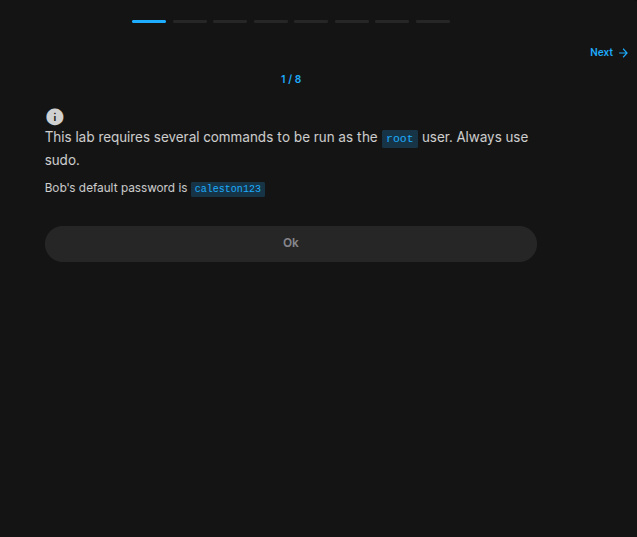 Next →
1 / 8
This lab requires several commands to be run as the root user. Always use
sudo.
Bob's default password is caleston123
Ok